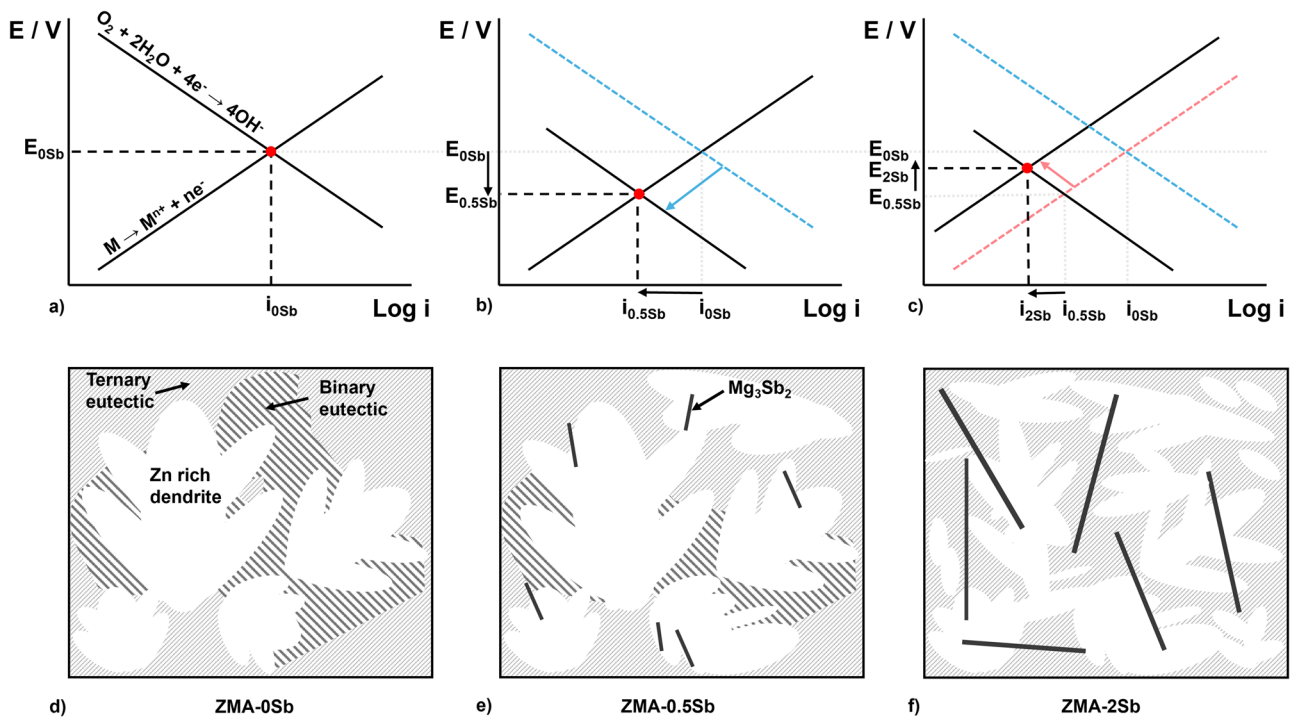 E / V
O₂ + 2H₂O + 4e⁻ → 4OH⁻
M → Mⁿ⁺ + ne⁻
E0Sb
i0Sb
Log i
a)
E / V
E0Sb
E0.5Sb
i0.5Sb
i0Sb
Log i
b)
E / V
E0Sb
E2Sb
E0.5Sb
i2Sb
i0.5Sb
i0Sb
Log i
c)
Ternary
eutectic
Binary
eutectic
Zn rich
dendrite
d)
ZMA-0Sb
Mg₃Sb₂
e)
ZMA-0.5Sb
f)
ZMA-2Sb